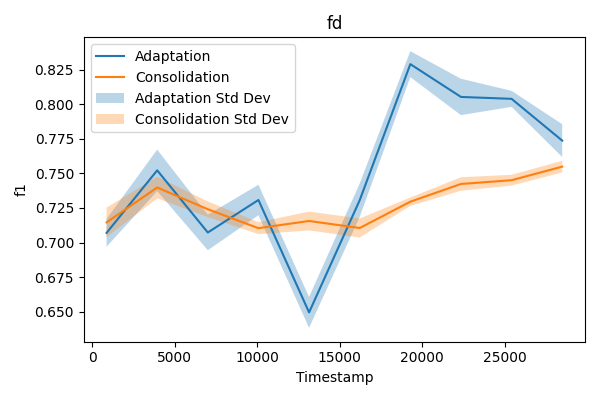 fd
Adaptation
Consolidation
Adaptation Std Dev
Consolidation Std Dev
f1
0.825
0.800
0.775
0.750
0.725
0.700
0.675
0.650
0 5000 10000 15000 20000 25000
Timestamp